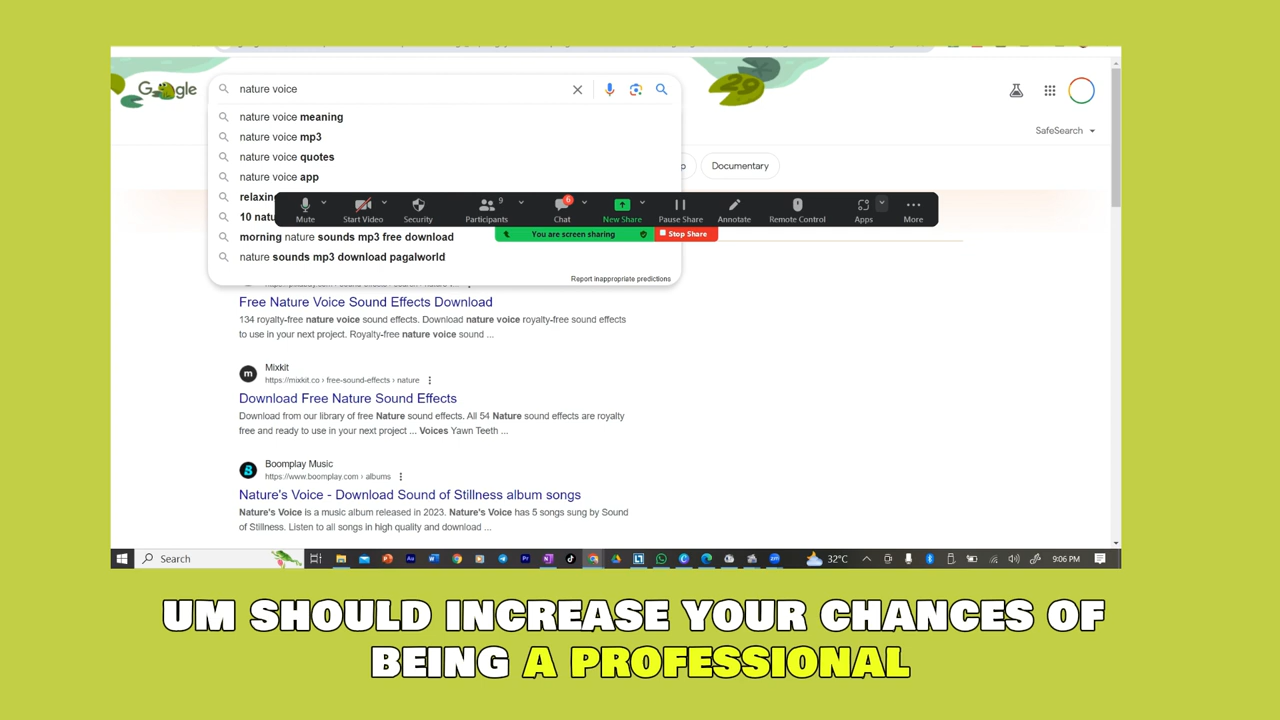 Google
nature voice
29
nature voice meaning
nature voice mp3
SafeSearch
nature voice quotes
Documentary
nature voice app
relaxing
10 natu
Mute
Start Video
Security
9
Participants
6
Chat
New Share
Pause Share
Annotate
Remote Control
Apps
More
You are screen sharing
Stop Share
morning nature sounds mp3 free download
nature sounds mp3 download pagalworld
Report inappropriate predictions
Free Nature Voice Sound Effects Download
134 royalty-free nature voice sound effects. Download nature voice royalty-free sound effects
to use in your next project. Royalty-free nature voice sound ...
m
Mixkit
https://mixkit.co › free-sound-effects › nature
Download Free Nature Sound Effects
Download from our library of free Nature sound effects. All 54 Nature sound effects are royalty
free and ready to use in your next project ... Voices Yawn Teeth ...
Boomplay Music
https://www.boomplay.com › albums
Nature's Voice - Download Sound of Stillness album songs
Nature's Voice is a music album released in 2023. Nature's Voice has 5 songs sung by Sound
of Stillness. Listen to all songs in high quality and download ...
Search
32°C
9:06 PM
UM SHOULD INCREASE YOUR CHANCES OF
BEING A PROFESSIONAL